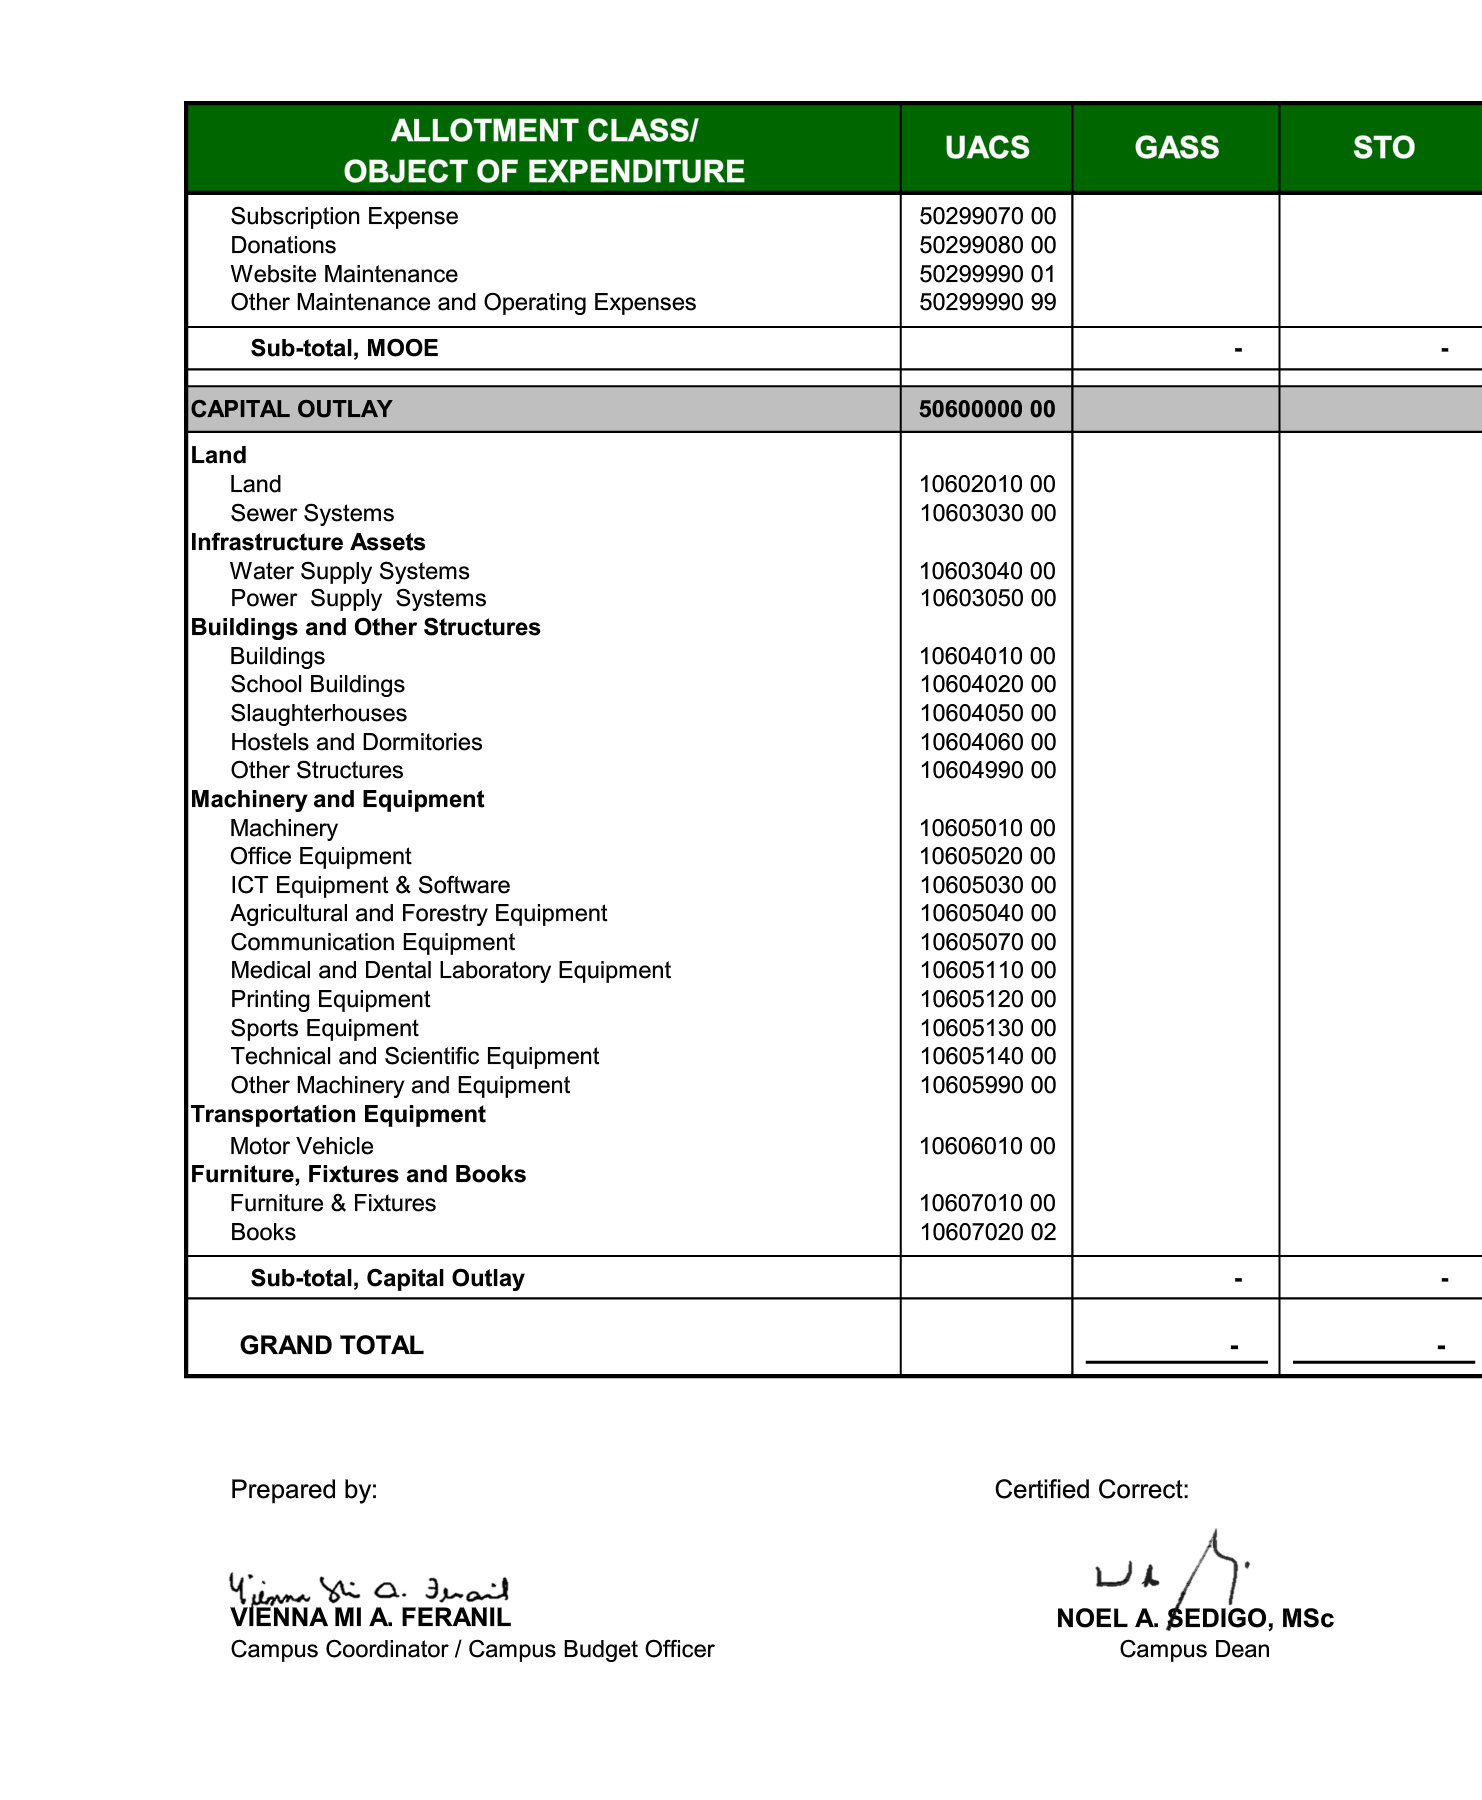 ALLOTMENT CLASS/
OBJECT OF EXPENDITURE UACS GASS STO
Subscription Expense 50299070 00
Donations 50299080 00
Website Maintenance 50299990 01
Other Maintenance and Operating Expenses 50299990 99
Sub-total, MOOE - -
CAPITAL OUTLAY 50600000 00
Land
Land 10602010 00
Sewer Systems 10603030 00
Infrastructure Assets
Water Supply Systems 10603040 00
Power Supply Systems 10603050 00
Buildings and Other Structures
Buildings 10604010 00
School Buildings 10604020 00
Slaughterhouses 10604050 00
Hostels and Dormitories 10604060 00
Other Structures 10604990 00
Machinery and Equipment
Machinery 10605010 00
Office Equipment 10605020 00
ICT Equipment & Software 10605030 00
Agricultural and Forestry Equipment 10605040 00
Communication Equipment 10605070 00
Medical and Dental Laboratory Equipment 10605110 00
Printing Equipment 10605120 00
Sports Equipment 10605130 00
Technical and Scientific Equipment 10605140 00
Other Machinery and Equipment 10605990 00
Transportation Equipment
Motor Vehicle 10606010 00
Furniture, Fixtures and Books
Furniture & Fixtures 10607010 00
Books 10607020 02
Sub-total, Capital Outlay - -
GRAND TOTAL - -
Prepared by: Certified Correct:
Vienna Mi A. Feranil
VIENNA MI A. FERANIL NOEL A. SEDIGO, MSc
Campus Coordinator / Campus Budget Officer Campus Dean